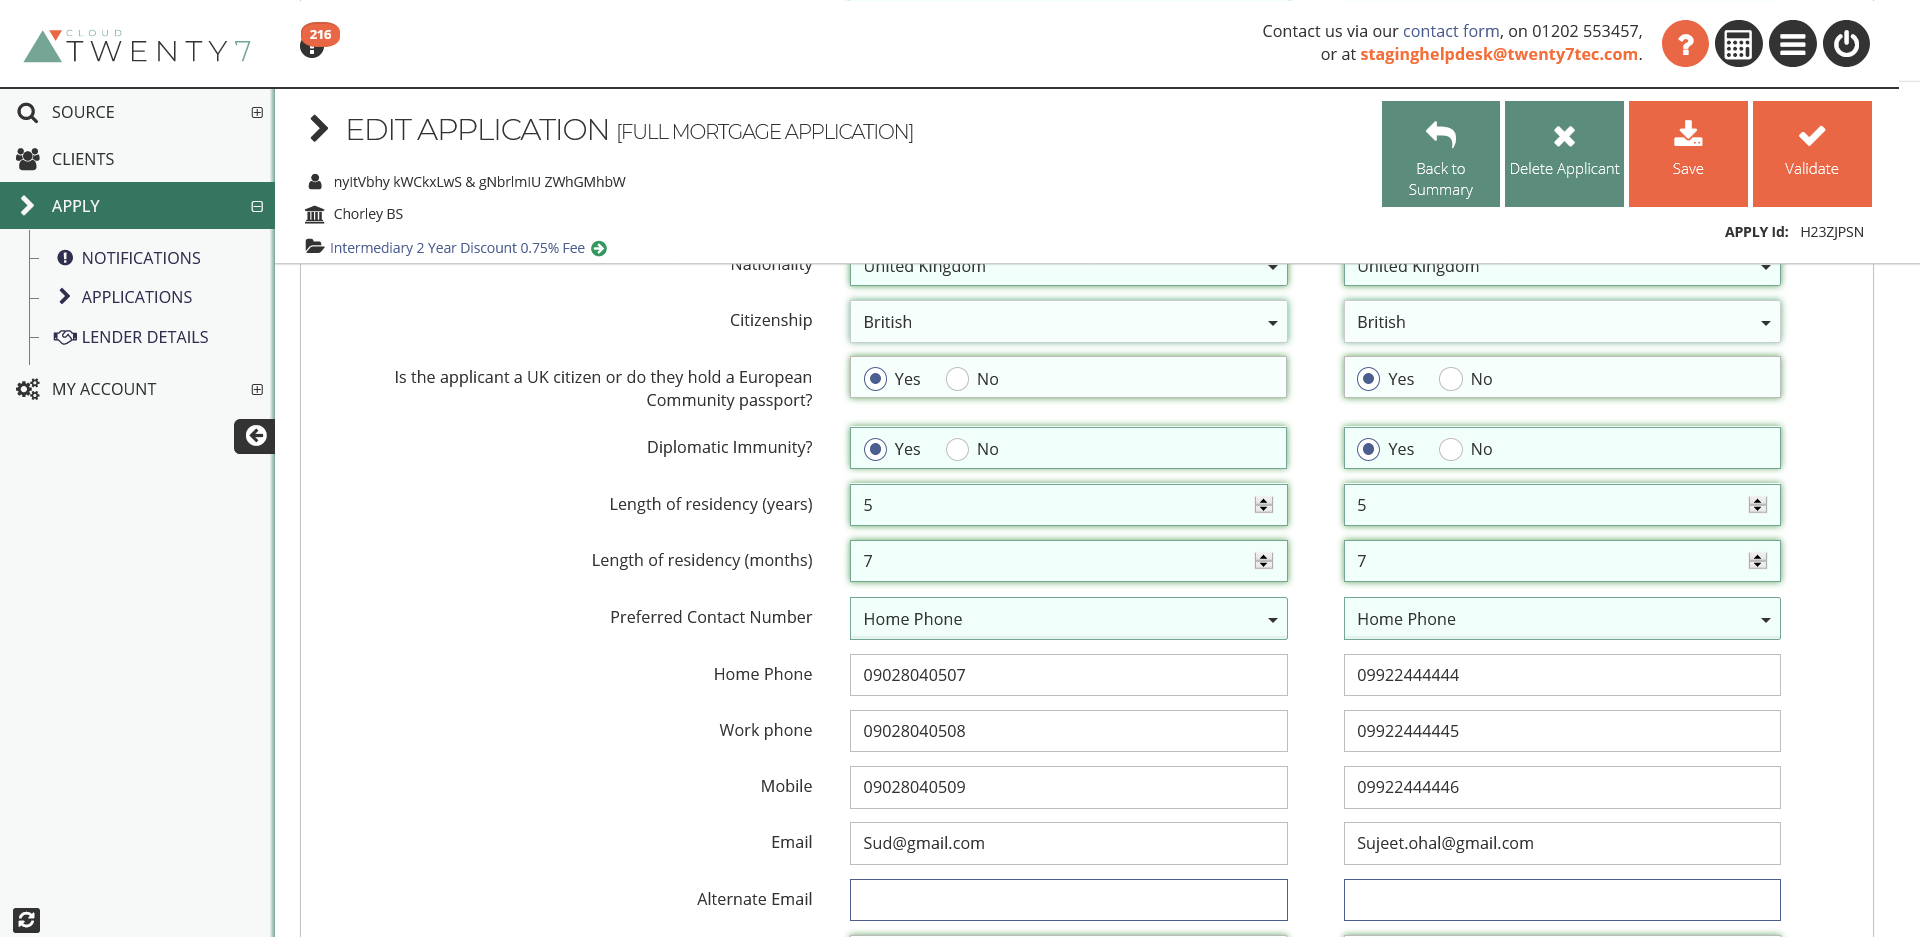 CLOUD
TWENTY7
216
Contact us via our contact form, on 01202 553457,
or at staginghelpdesk@twenty7tec.com.
SOURCE
CLIENTS
APPLY
NOTIFICATIONS
APPLICATIONS
LENDER DETAILS
MY ACCOUNT
EDIT APPLICATION [FULL MORTGAGE APPLICATION]
nyItVbhy kWCkxLwS & gNbrlmIU ZWhGMhbW
Chorley BS
Intermediary 2 Year Discount 0.75% Fee
Back to
Summary
Delete Applicant
Save
Validate
APPLY Id: H23ZJPSN
Nationality United Kingdom United Kingdom
Citizenship British British
Is the applicant a UK citizen or do they hold a European
Community passport? Yes No Yes No
Diplomatic Immunity? Yes No Yes No
Length of residency (years) 5 5
Length of residency (months) 7 7
Preferred Contact Number Home Phone Home Phone
Home Phone 09028040507 09922444444
Work phone 09028040508 09922444445
Mobile 09028040509 09922444446
Email Sud@gmail.com Sujeet.ohal@gmail.com
Alternate Email